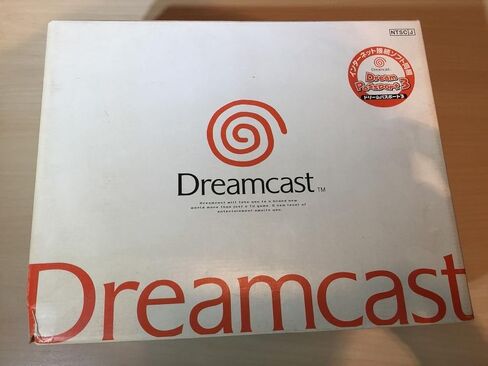 NTSC J
インターネット接続ソフト同梱
Dreamcast
Dream
Passport 3
ドリームパスポート3
Dreamcast™
Dreamcast will take you to a brand new
world more than just a TV game. A new level of
entertainment awaits you.
Dreamcast